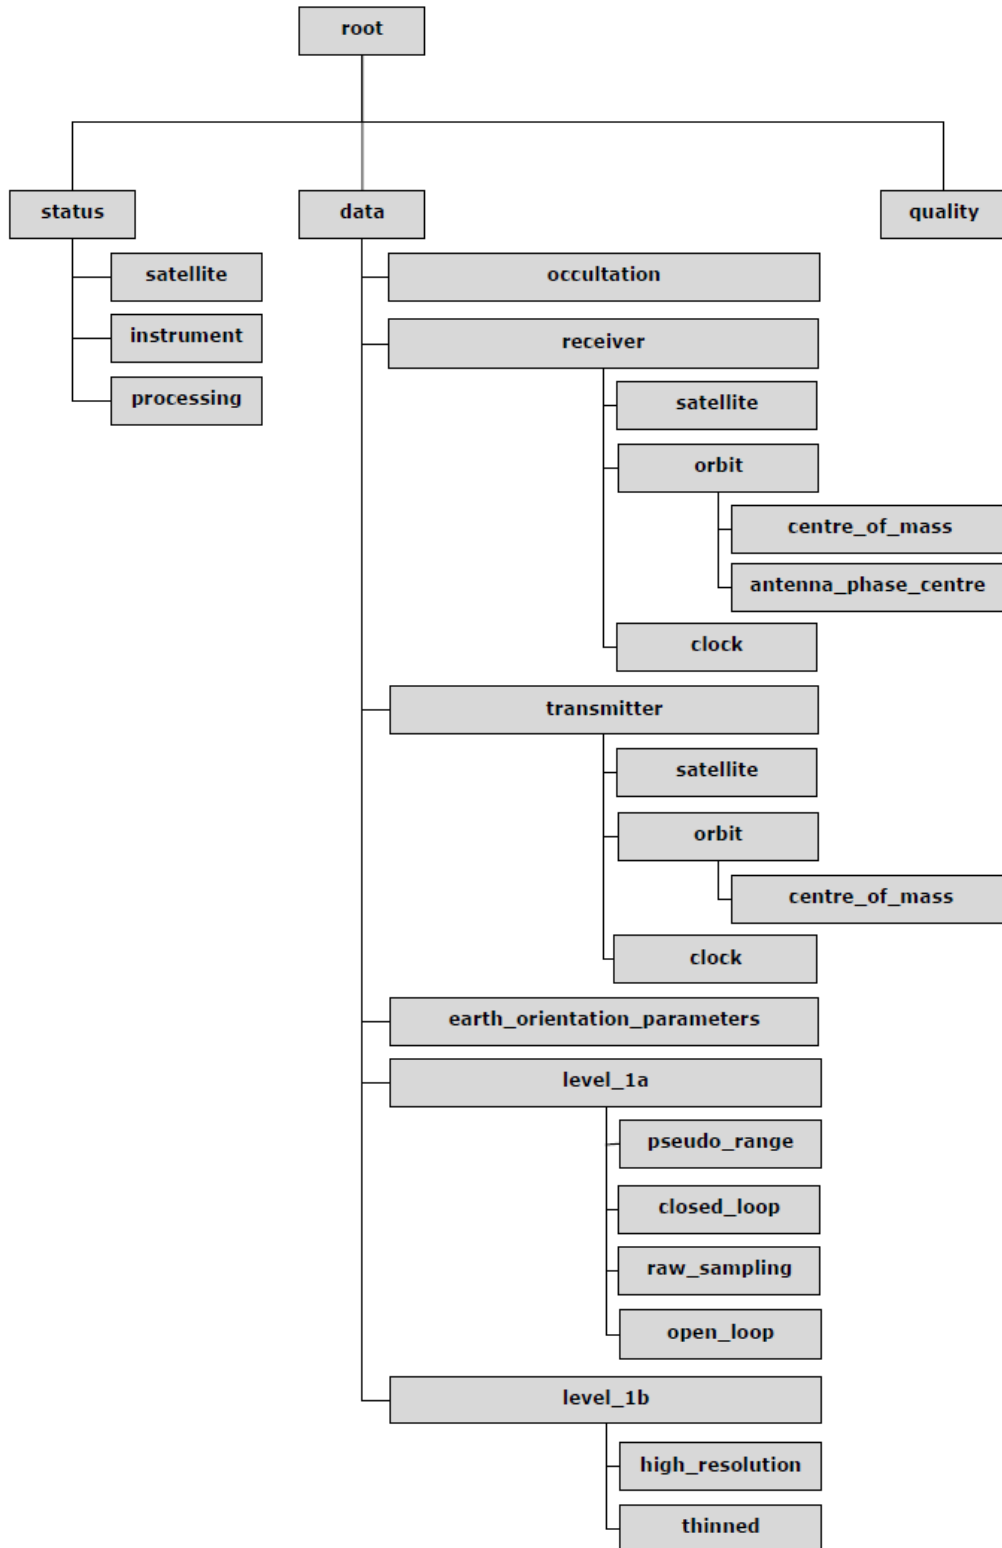 root
status
data
quality
satellite
instrument
processing
occultation
receiver
satellite
orbit
centre_of_mass
antenna_phase_centre
clock
transmitter
satellite
orbit
centre_of_mass
clock
earth_orientation_parameters
level_1a
pseudo_range
closed_loop
raw_sampling
open_loop
level_1b
high_resolution
thinned